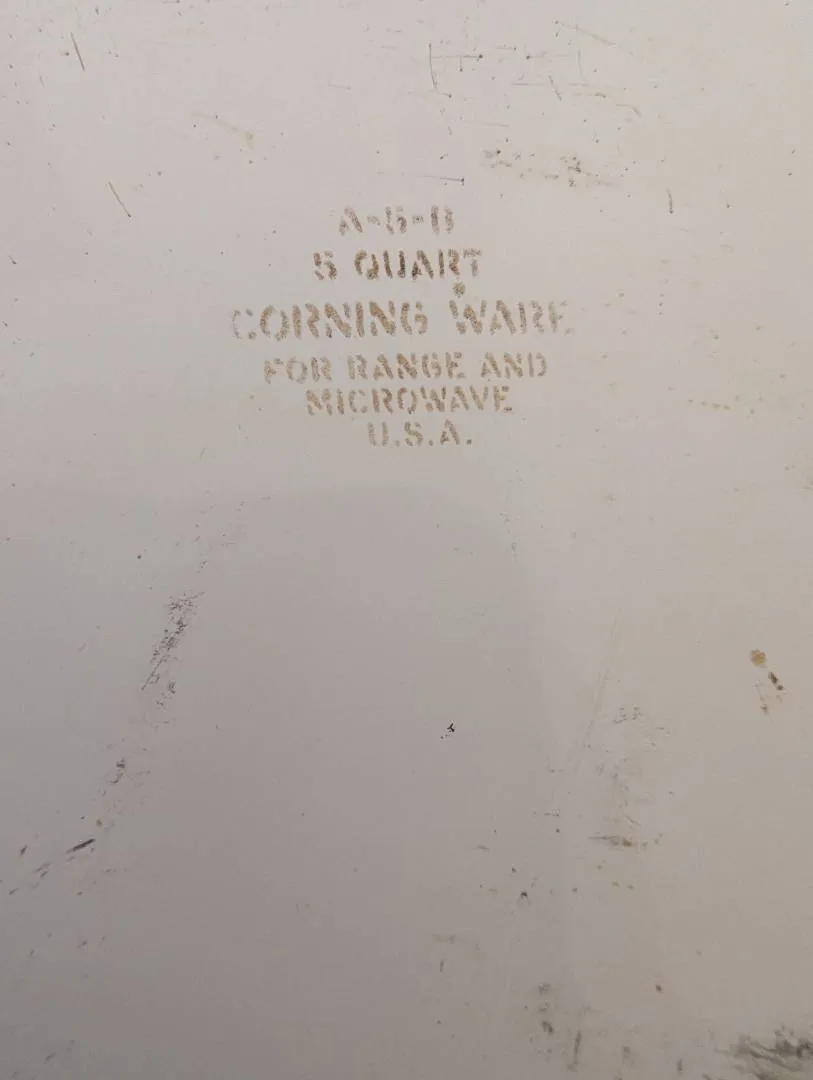 A-5-B
5 QUART
CORNING WARE
FOR RANGE AND
MICROWAVE
U.S.A.